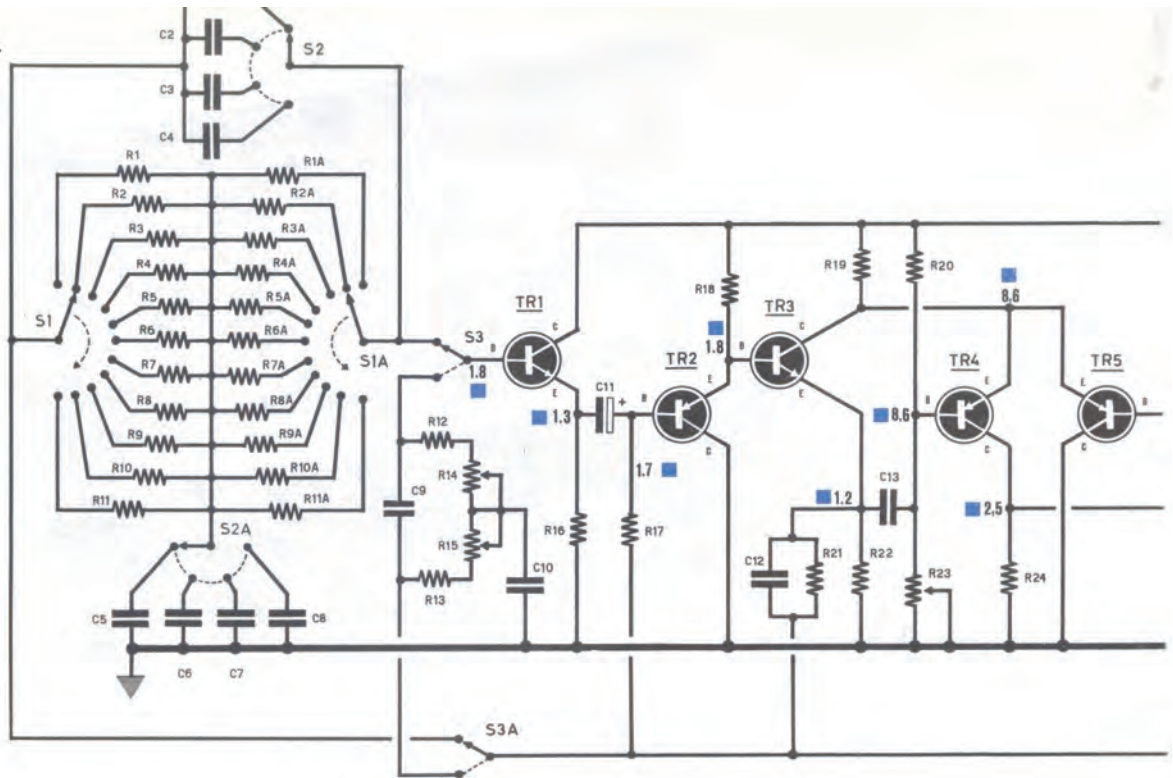 C2
S2
C3
C4
R1
R1A
R2
R2A
R3
R3A
R4
R4A
R5
R5A
R6
R6A
R7
R7A
R8
R8A
R9
R9A
R10
R10A
R11
R11A
S1
S1A
S2A
C5
C6
C7
C8
S3
1.8
B
TR1
C
E
1.3
C11
+
R12
R14
R15
R13
C9
C10
R16
R17
1.7
B
TR2
E
C
R18
1.8
B
TR3
C
E
R19
R20
1.2
C12
R21
R22
C13
8.6
B
TR4
E
C
8.6
TR5
E
C
B
2,5
R23
R24
S3A